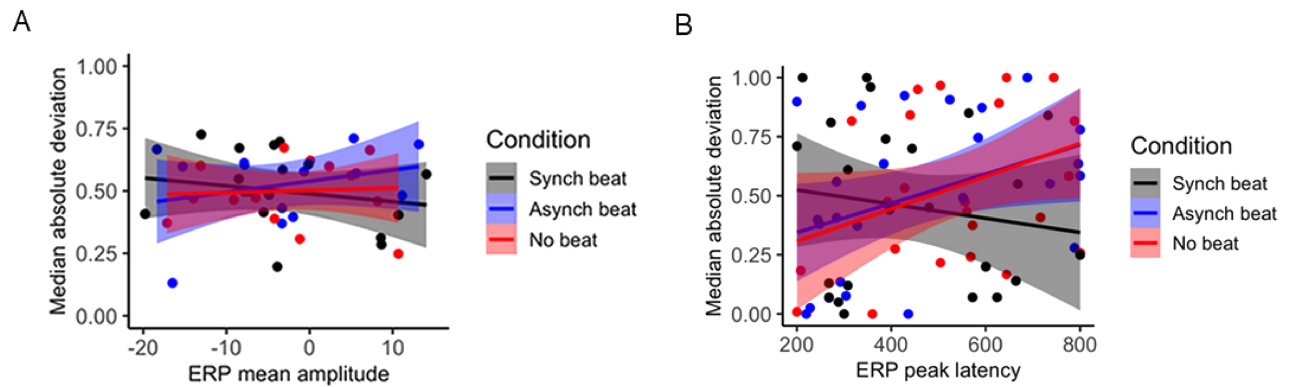 A
Median absolute deviation
1.00
0.75
0.50
0.25
0.00
-20
-10
0
10
ERP mean amplitude
Condition
Synch beat
Asynch beat
No beat
B
Median absolute deviation
1.00
0.75
0.50
0.25
0.00
200
400
600
800
ERP peak latency
Condition
Synch beat
Asynch beat
No beat